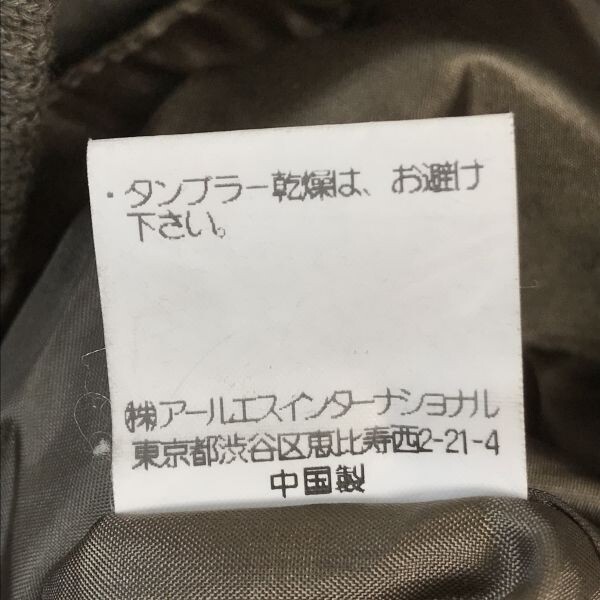 ・タンブラー乾燥は、お避け
下さい。
㈱アールエスインターナショナル
東京都渋谷区恵比寿西2-21-4
中国製